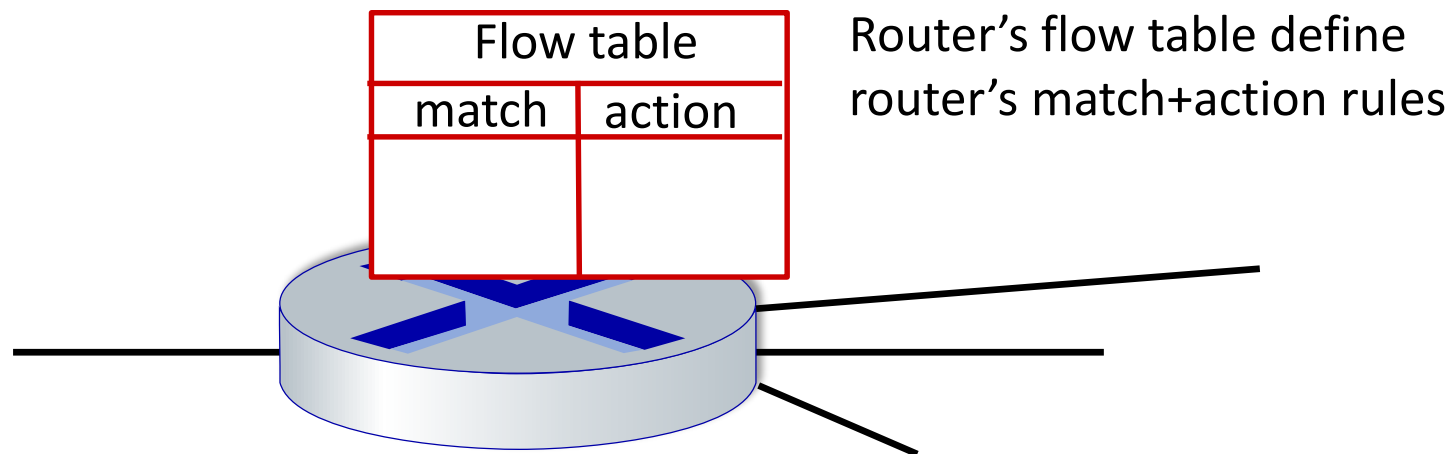 Flow table
match action
Router’s flow table define
router’s match+action rules